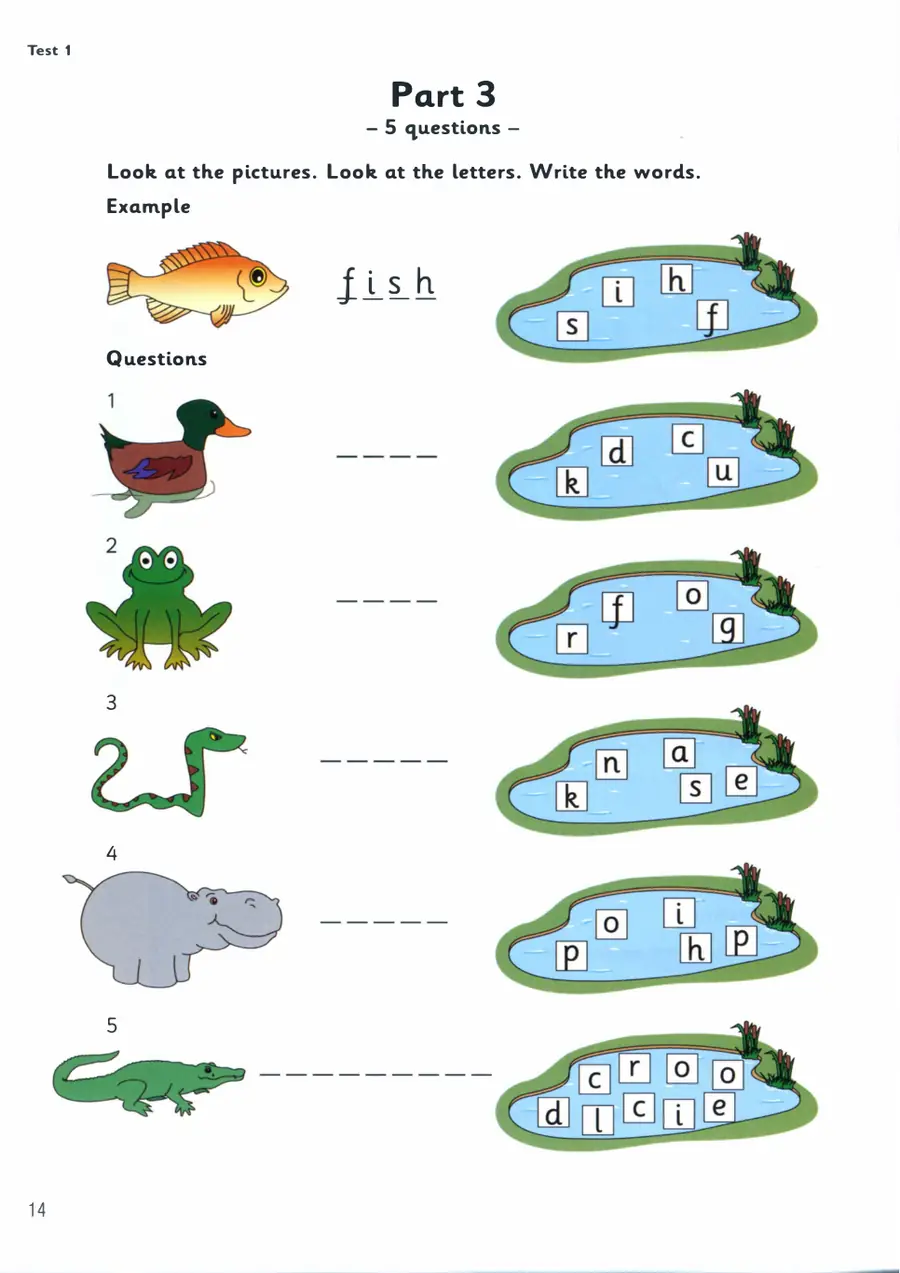 Test 1
Part 3
– 5 questions –
Look at the pictures. Look at the letters. Write the words.
Example
f i s h
s i h f
Questions
1
_ _ _ _
k d c u
2
_ _ _ _
r f o g
3
_ _ _ _ _
k n a s e
4
_ _ _ _ _
p o i h p
5
_ _ _ _ _ _ _ _ _
c r o o
d l c i e
14